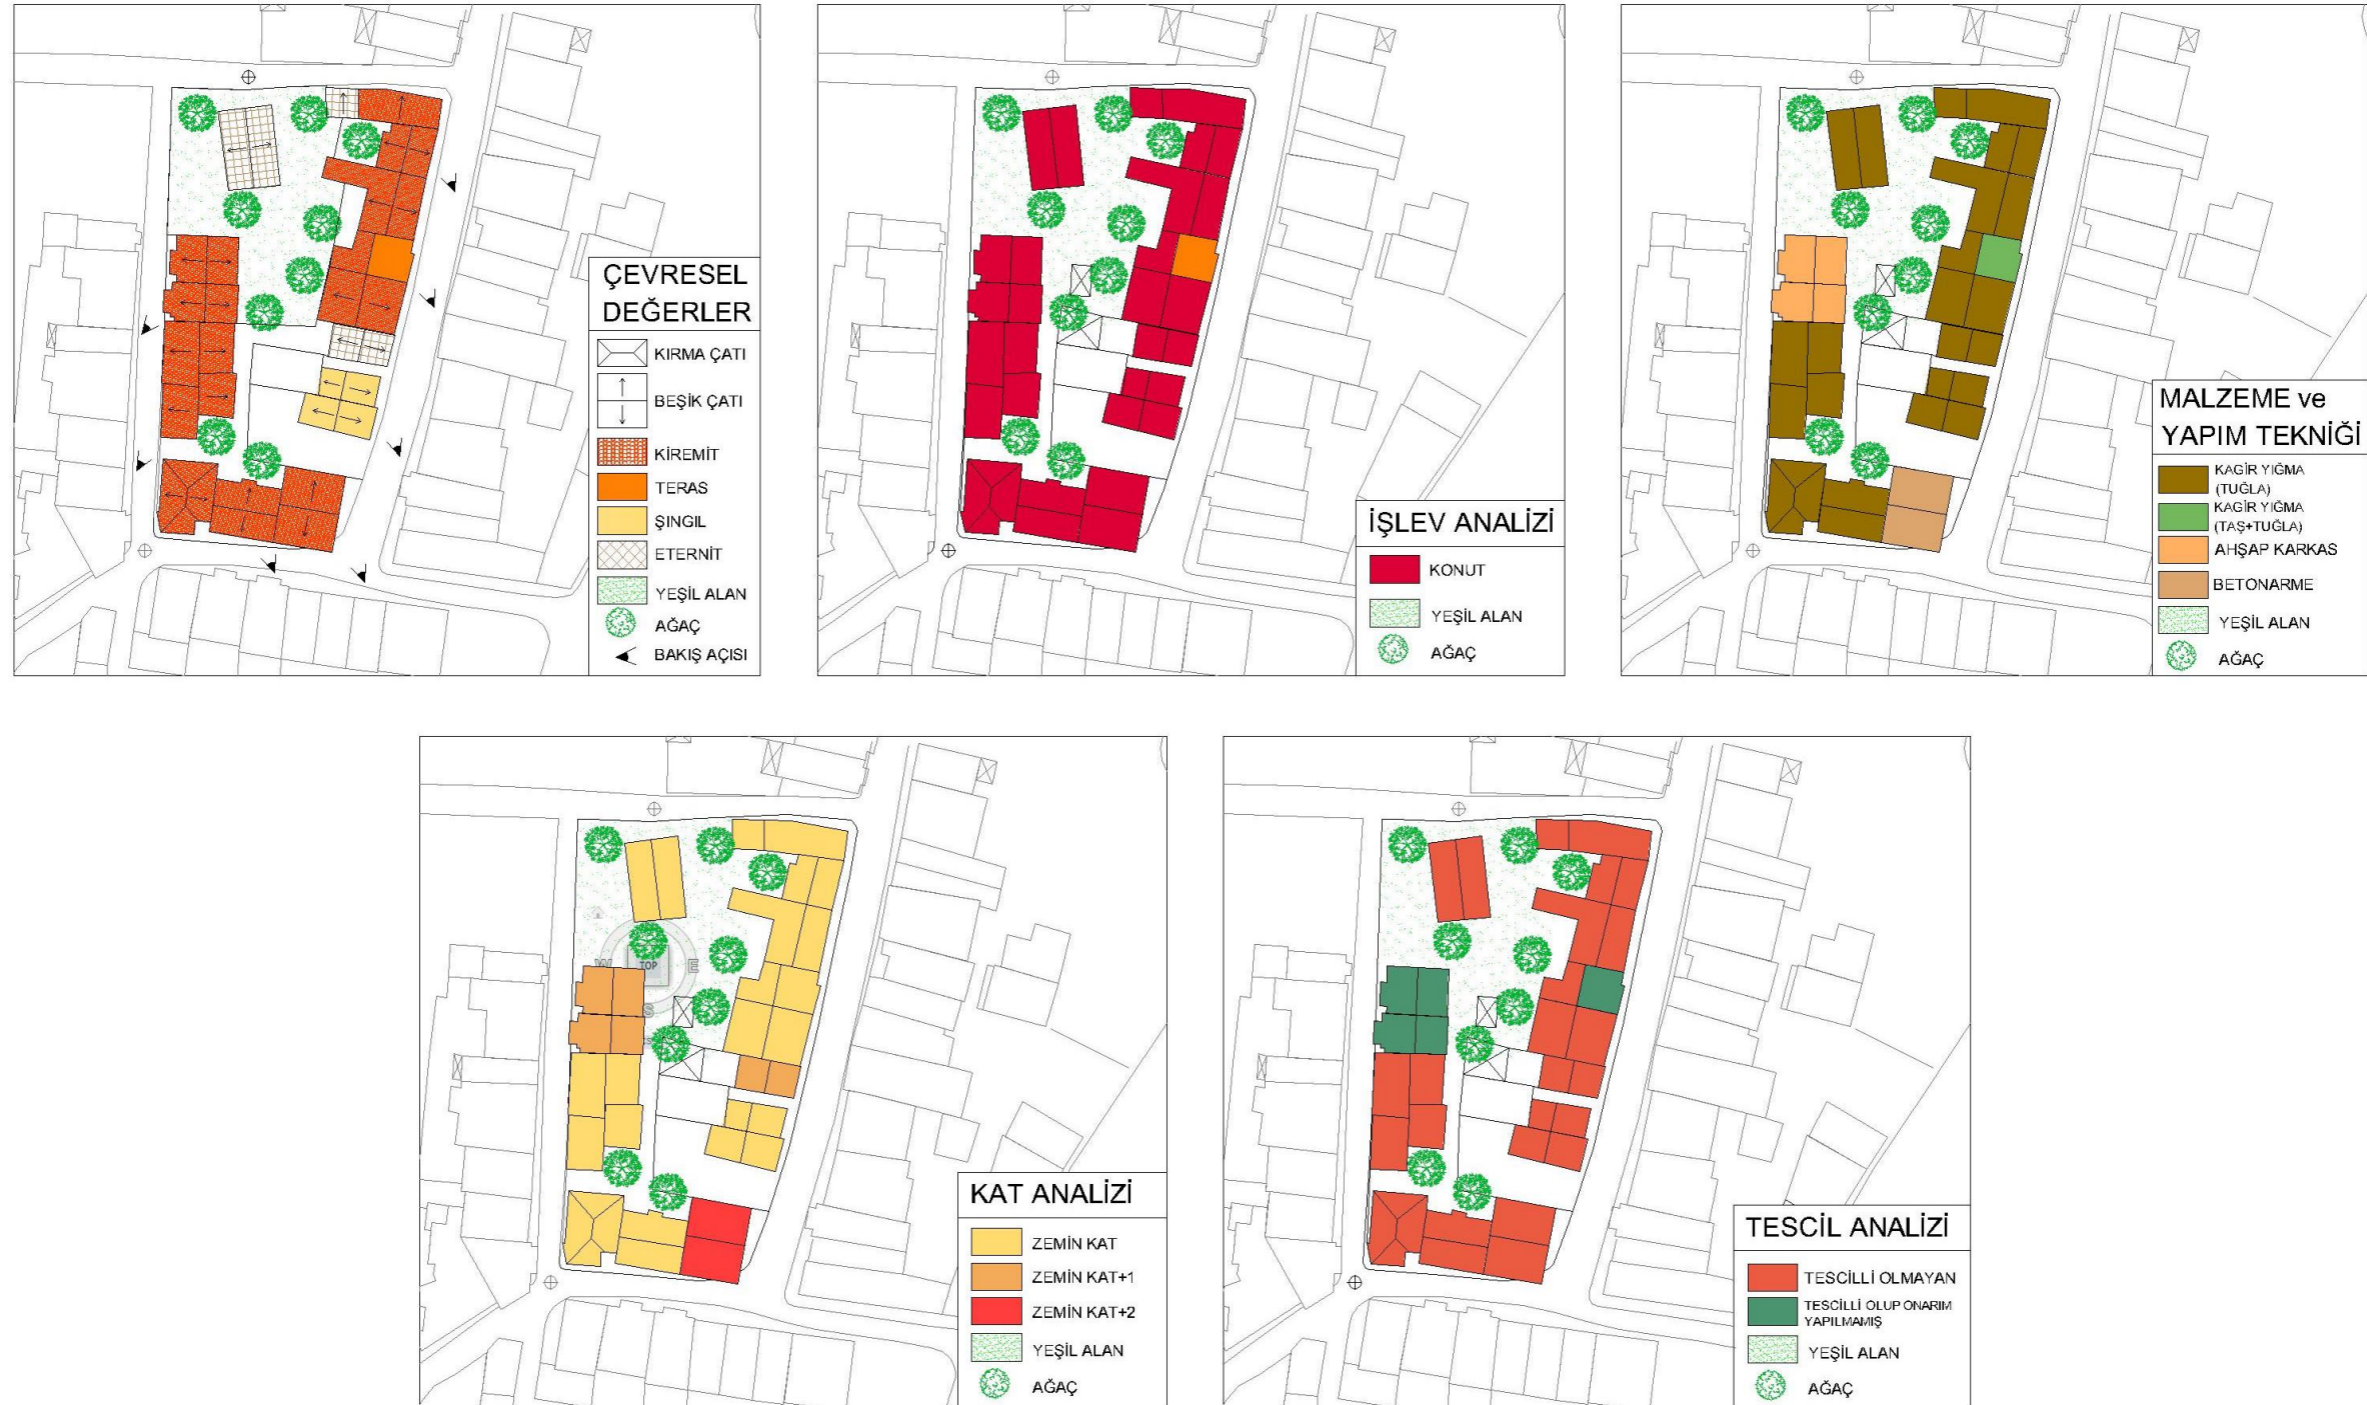 ÇEVRESEL
DEĞERLER
KIRMA ÇATI
BEŞİK ÇATI
KİREMİT
TERAS
ŞINGIL
ETERNİT
YEŞİL ALAN
AĞAÇ
BAKIŞ AÇISI
İŞLEV ANALİZİ
KONUT
YEŞİL ALAN
AĞAÇ
MALZEME ve
YAPIM TEKNİĞİ
KAGİR YIĞMA
(TUĞLA)
KAGİR YIĞMA
(TAŞ+TUĞLA)
AHŞAP KARKAS
BETONARME
YEŞİL ALAN
AĞAÇ
W TOP E
S
KAT ANALİZİ
ZEMİN KAT
ZEMİN KAT+1
ZEMİN KAT+2
YEŞİL ALAN
AĞAÇ
TESCİL ANALİZİ
TESCİLLİ OLMAYAN
TESCİLLİ OLUP ONARIM
YAPILMAMIŞ
YEŞİL ALAN
AĞAÇ